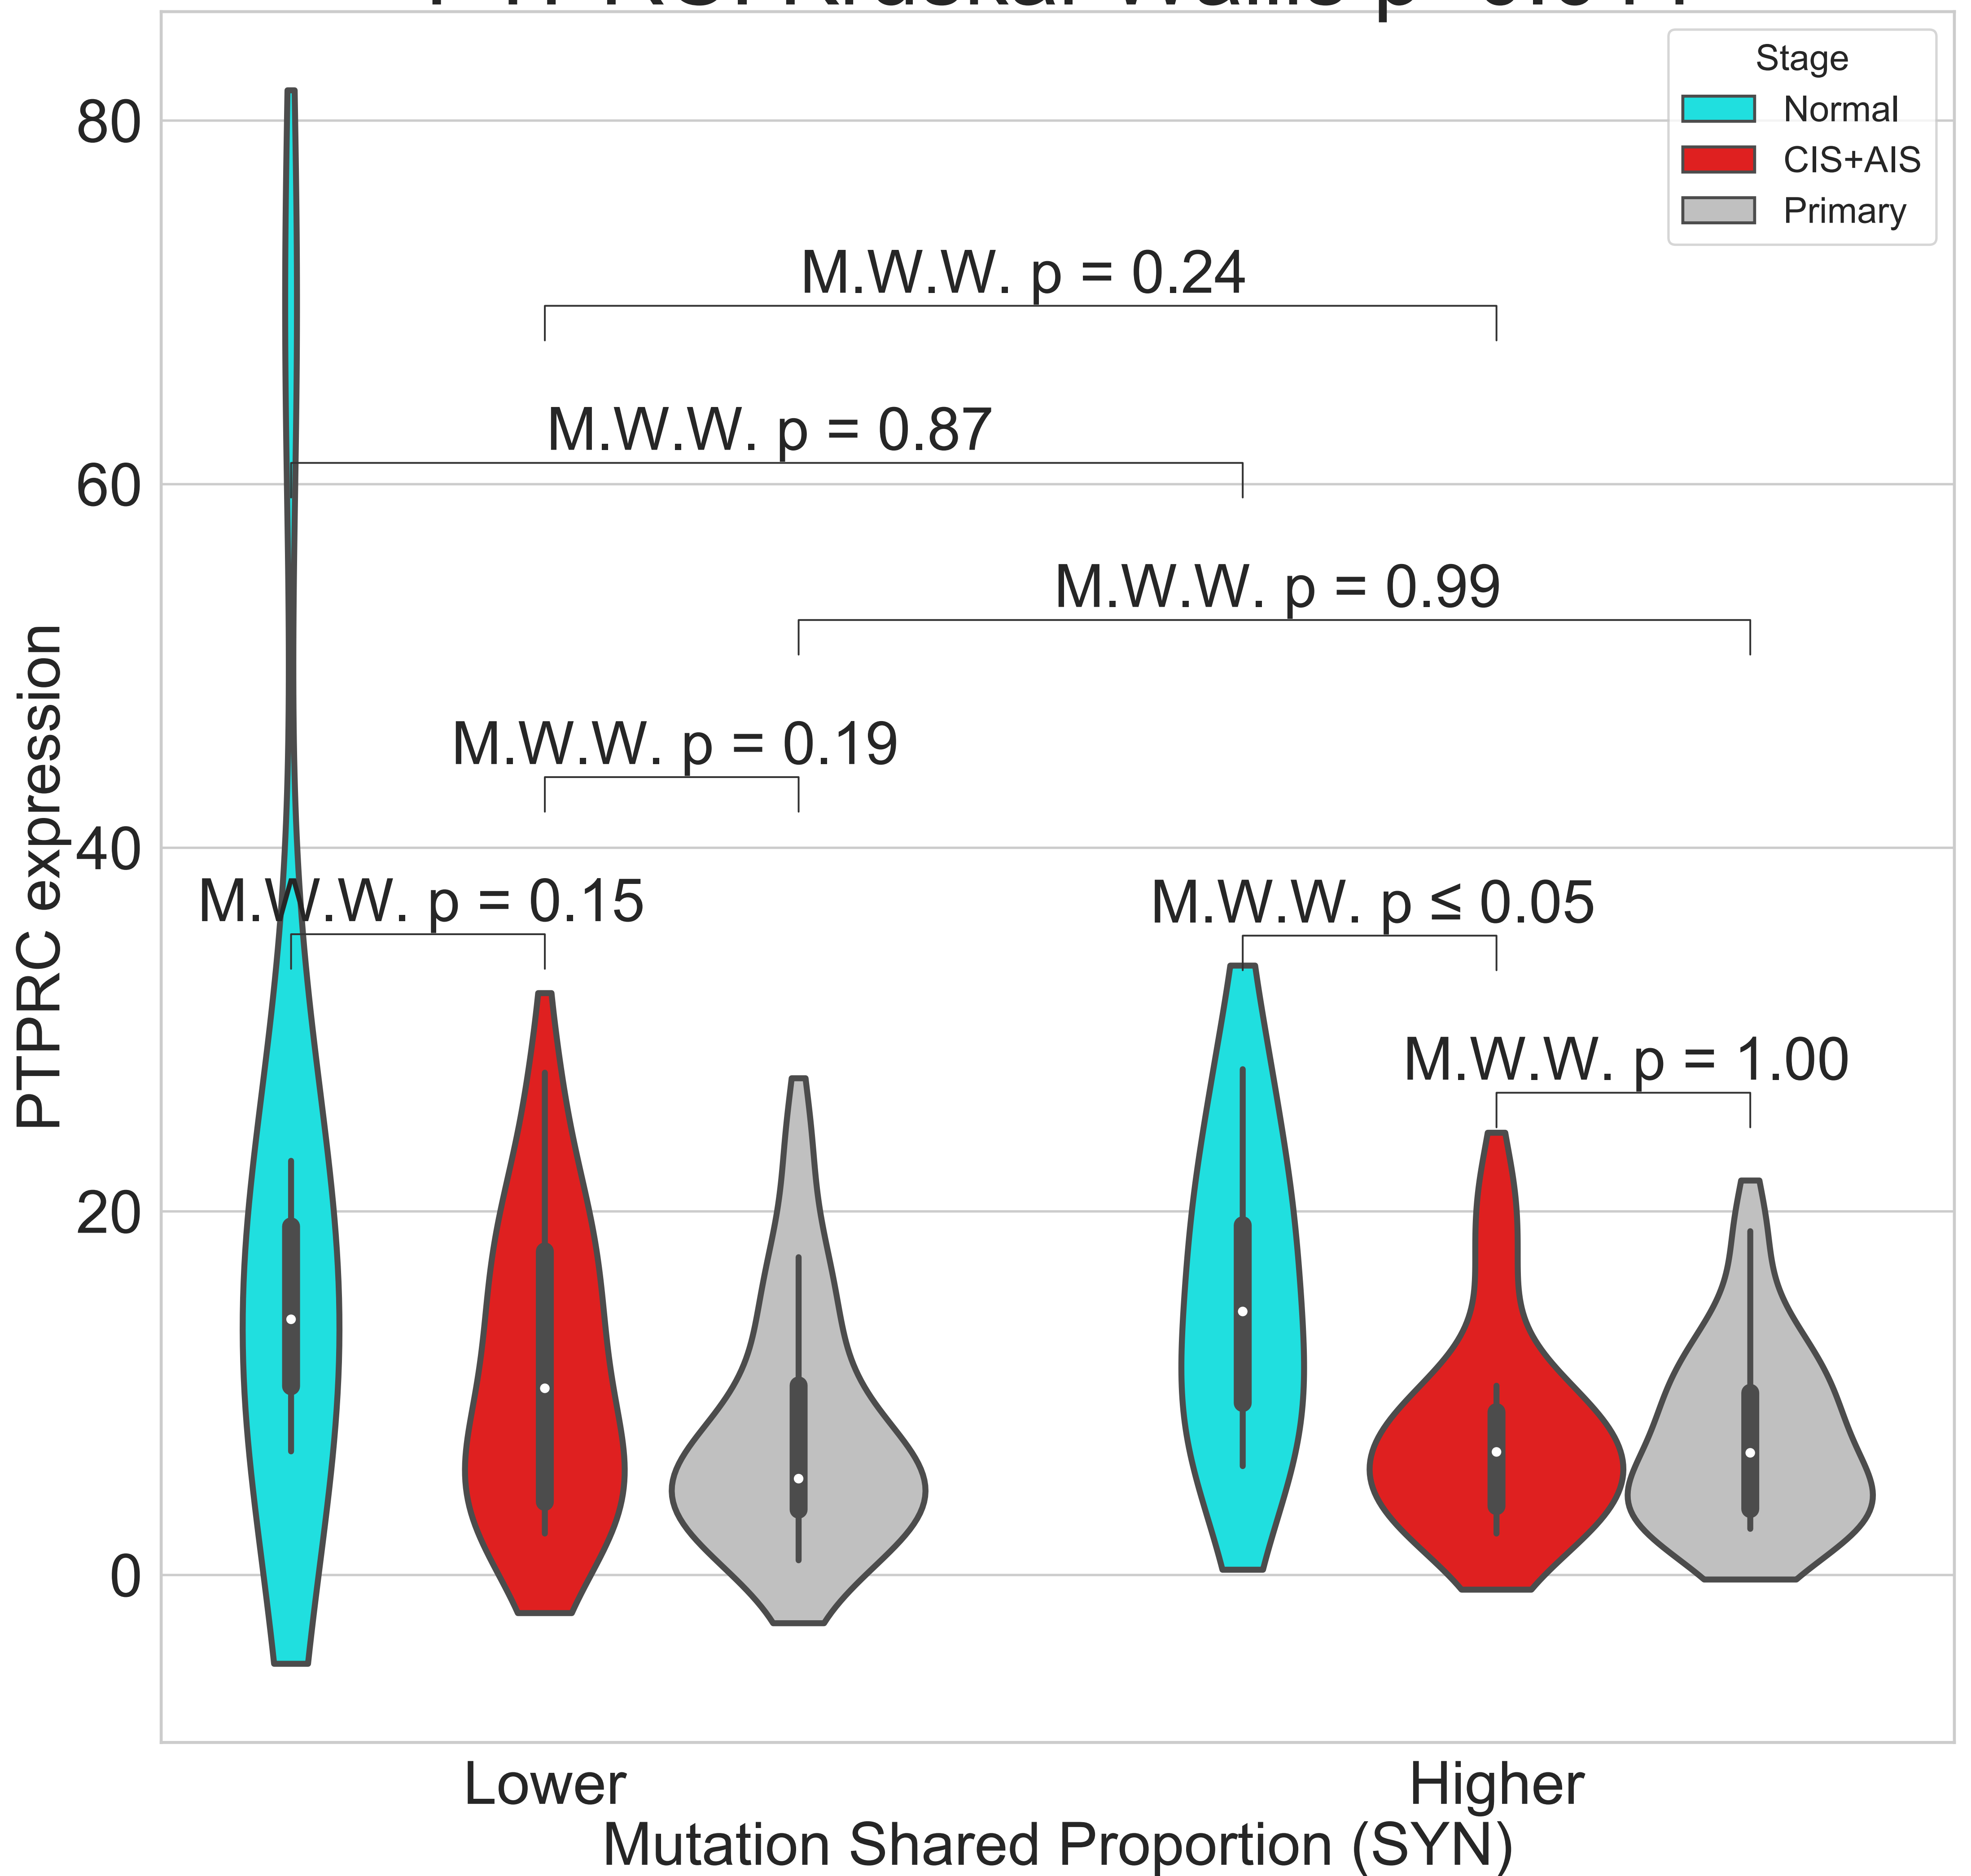 Stage
Normal
CIS+AIS
Primary
80
60
40
20
0
PTPRC expression
M.W.W. p = 0.24
M.W.W. p = 0.87
M.W.W. p = 0.99
M.W.W. p = 0.19
M.W.W. p = 0.15
M.W.W. p ≤ 0.05
M.W.W. p = 1.00
Lower
Higher
Mutation Shared Proportion (SYN)